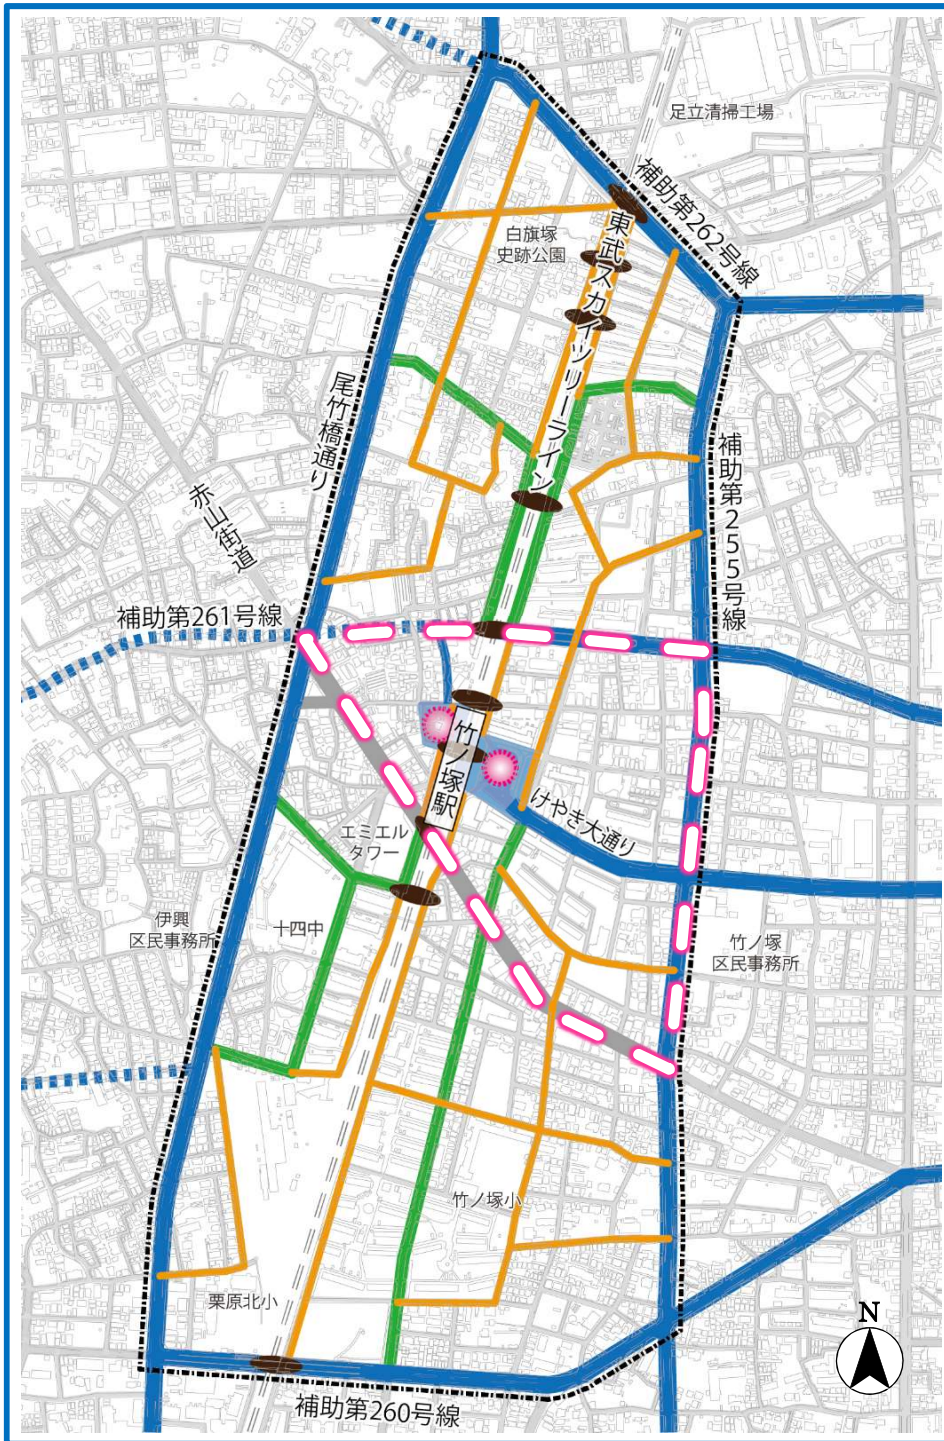 足立清掃工場
補助第262号線
白旗塚
史跡公園
東武スカイツリーライン
尾竹橋通り
補助第255号線
赤山街道
補助第261号線
竹ノ塚駅
けやき大通り
エミエル
タワー
伊興
区民事務所
十四中
竹ノ塚
区民事務所
竹ノ塚小
栗原北小
N
補助第260号線